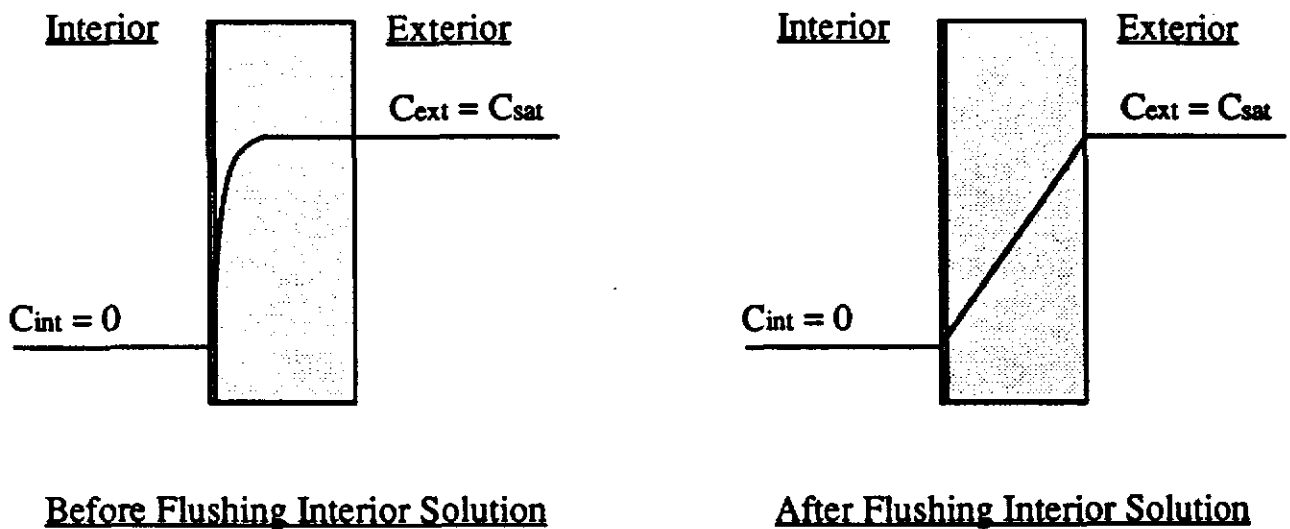 Interior
Exterior
Cext = Csat
Cint = 0
Before Flushing Interior Solution
Interior
Exterior
Cext = Csat
Cint = 0
After Flushing Interior Solution